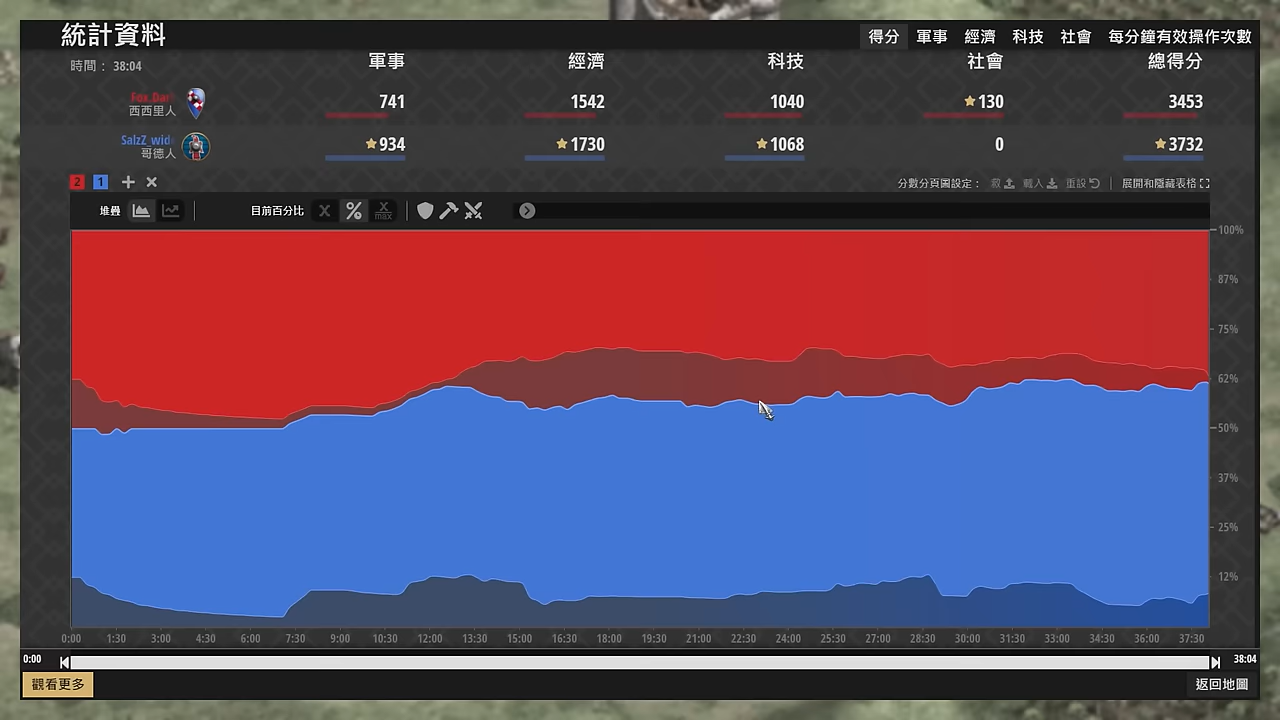 統計資料
得分 軍事 經濟 科技 社會 每分鐘有效操作次數
時間： 38:04
軍事 經濟 科技 社會 總得分
741 1542 1040 130 3453
西西里人
SalzZ_wid
934 1730 1068 0 3732
哥德人
2 1
分數分頁圖設定： 載入 重設 展開和隱藏表格
堆疊 目前百分比 X % X max
100%
87%
75%
62%
50%
37%
25%
12%
0:00 1:30 3:00 4:30 6:00 7:30 9:00 10:30 12:00 13:30 15:00 16:30 18:00 19:30 21:00 22:30 24:00 25:30 27:00 28:30 30:00 31:30 33:00 34:30 36:00 37:30
0:00 38:04
觀看更多 返回地圖